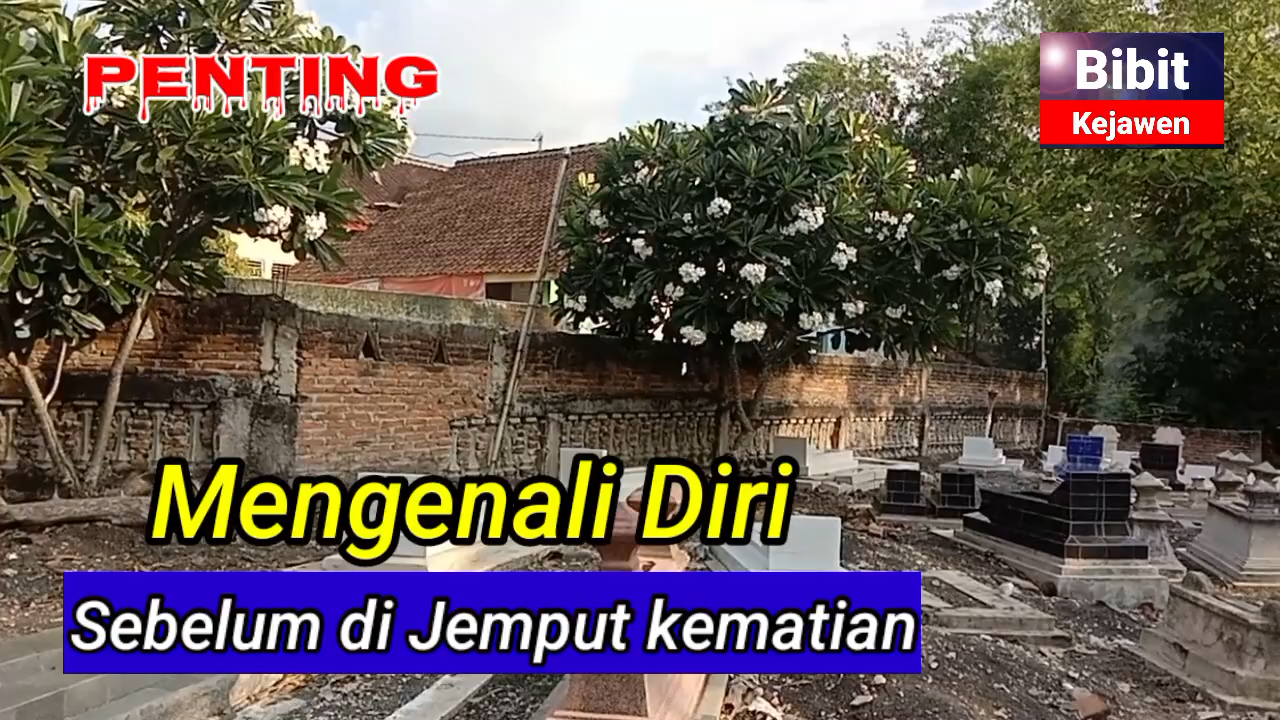 PENTING
Bibit
Kejawen
Mengenali Diri
Sebelum di Jemput kematian